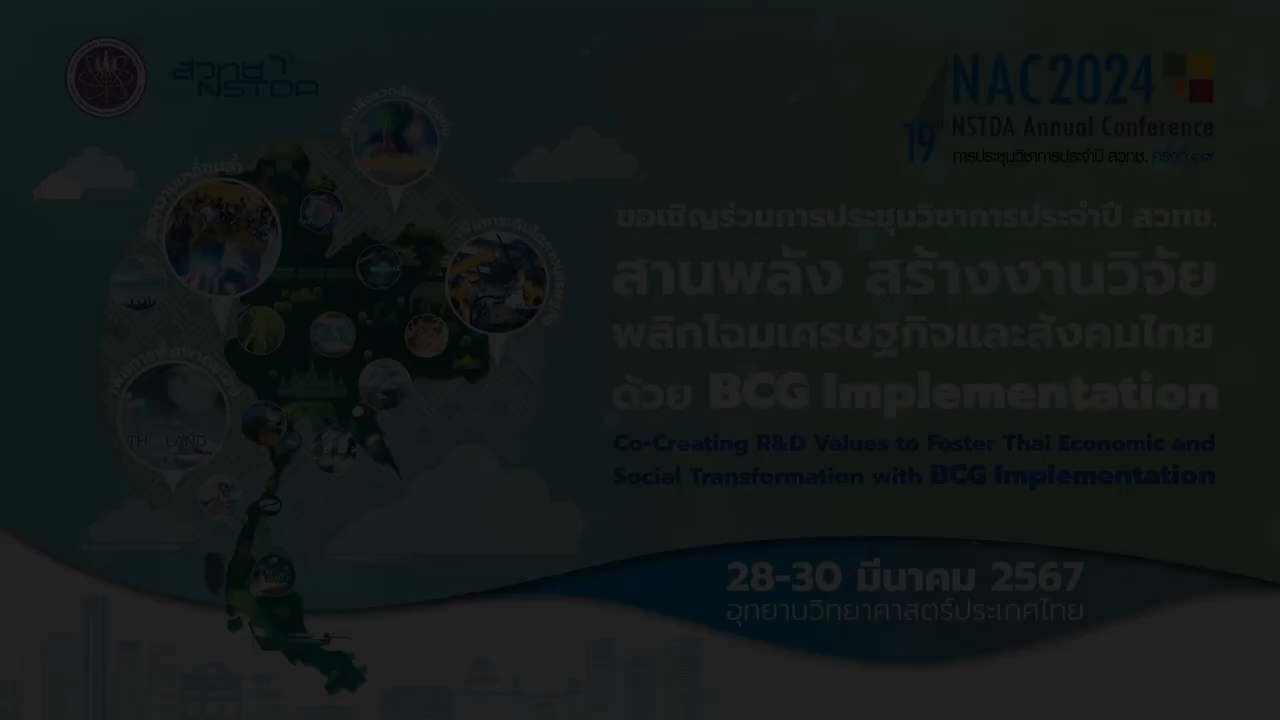 สวทช
NSTDA
NAC2024
19th NSTDA Annual Conference
การประชุมวิชาการประจำปี สวทช. ครั้งที่ ๑๙
ขอเชิญร่วมการประชุมวิชาการประจำปี สวทช.
สานพลัง สร้างงานวิจัย
พลิกโฉมเศรษฐกิจและสังคมไทย
ด้วย BCG Implementation
Co-Creating R&D Values to Foster Thai Economic and
Social Transformation with BCG Implementation
28-30 มีนาคม 2567
อุทยานวิทยาศาสตร์ประเทศไทย
THAILAND